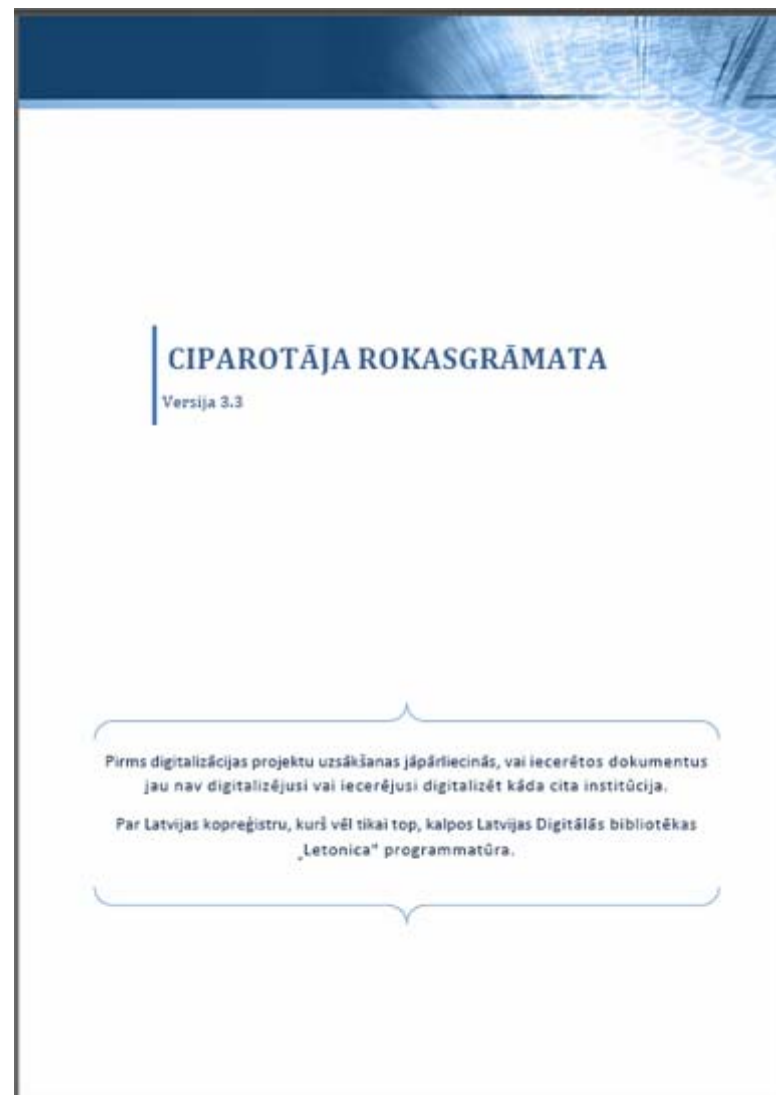 CIPAROTĀJA ROKASGRĀMATA
Versija 3.3
Pirms digitalizācijas projektu uzsākšanas jāpārliecinās, vai iecerētos dokumentus
jau nav digitalizējusi vai iecerējusi digitalizēt kāda cita institūcija.
Par Latvijas kopreģistru, kurš vēl tikai top, kalpos Latvijas Digitālās bibliotēkas
„Letonica" programmatūra.